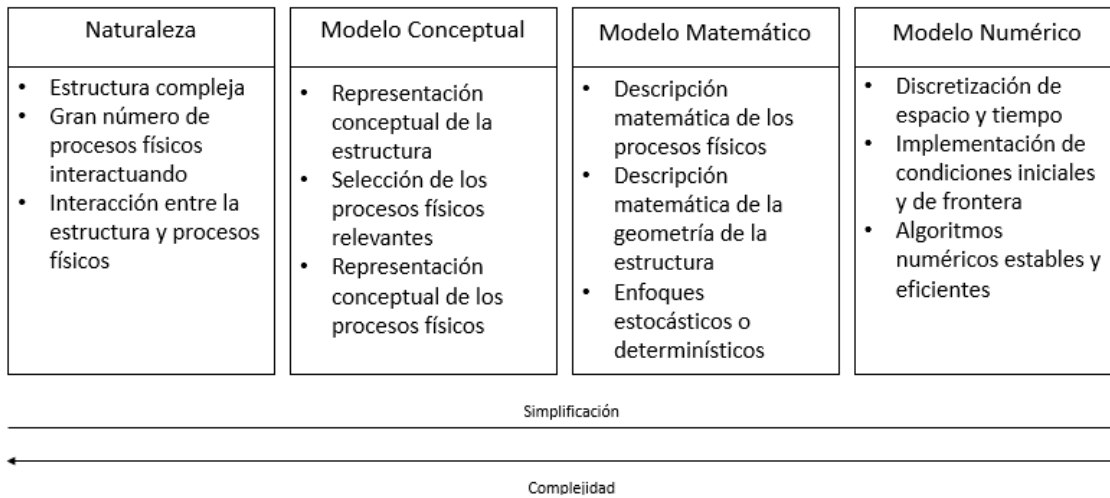 Naturaleza
• Estructura compleja
• Gran número de
procesos físicos
interactuando
• Interacción entre la
estructura y procesos
físicos
Modelo Conceptual
• Representación
conceptual de la
estructura
• Selección de los
procesos físicos
relevantes
• Representación
conceptual de los
procesos físicos
Modelo Matemático
• Descripción
matemática de los
procesos físicos
• Descripción
matemática de la
geometría de la
estructura
• Enfoques
estocásticos o
determinísticos
Modelo Numérico
• Discretización de
espacio y tiempo
• Implementación de
condiciones iniciales
y de frontera
• Algoritmos
numéricos estables y
eficientes
Simplificación
Complejidad